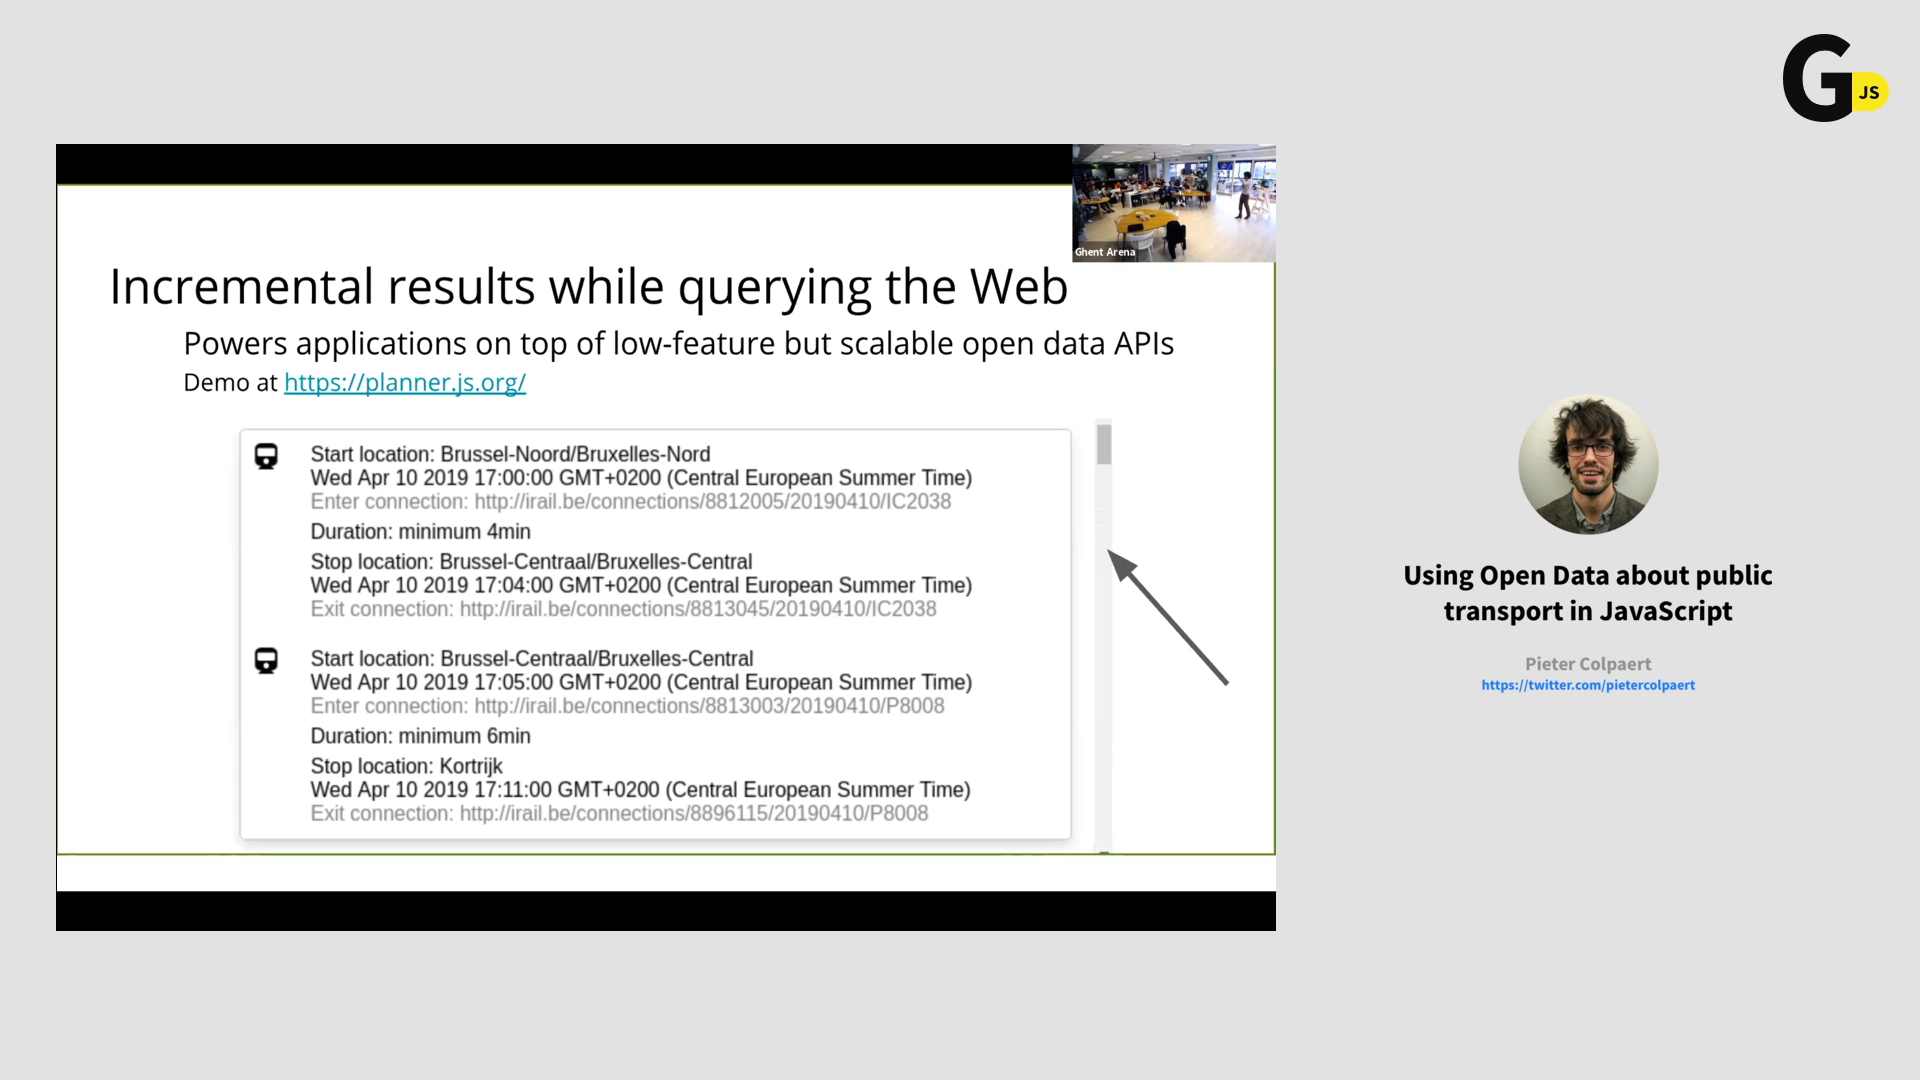 G JS
Ghent Arena
Incremental results while querying the Web
Powers applications on top of low-feature but scalable open data APIs
Demo at https://planner.js.org/
Start location: Brussel-Noord/Bruxelles-Nord
Wed Apr 10 2019 17:00:00 GMT+0200 (Central European Summer Time)
Enter connection: http://irail.be/connections/8812005/20190410/IC2038
Duration: minimum 4min
Stop location: Brussel-Centraal/Bruxelles-Central
Wed Apr 10 2019 17:04:00 GMT+0200 (Central European Summer Time)
Exit connection: http://irail.be/connections/8813045/20190410/IC2038
Start location: Brussel-Centraal/Bruxelles-Central
Wed Apr 10 2019 17:05:00 GMT+0200 (Central European Summer Time)
Enter connection: http://irail.be/connections/8813003/20190410/P8008
Duration: minimum 6min
Stop location: Kortrijk
Wed Apr 10 2019 17:11:00 GMT+0200 (Central European Summer Time)
Exit connection: http://irail.be/connections/8896115/20190410/P8008
Using Open Data about public
transport in JavaScript
Pieter Colpaert
https://twitter.com/pietercolpaert